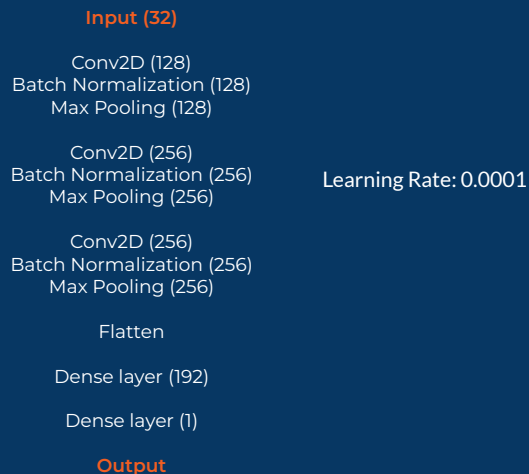 Input (32)
Conv2D (128)
Batch Normalization (128)
Max Pooling (128)
Conv2D (256)
Batch Normalization (256)
Max Pooling (256)
Learning Rate: 0.0001
Conv2D (256)
Batch Normalization (256)
Max Pooling (256)
Flatten
Dense layer (192)
Dense layer (1)
Output